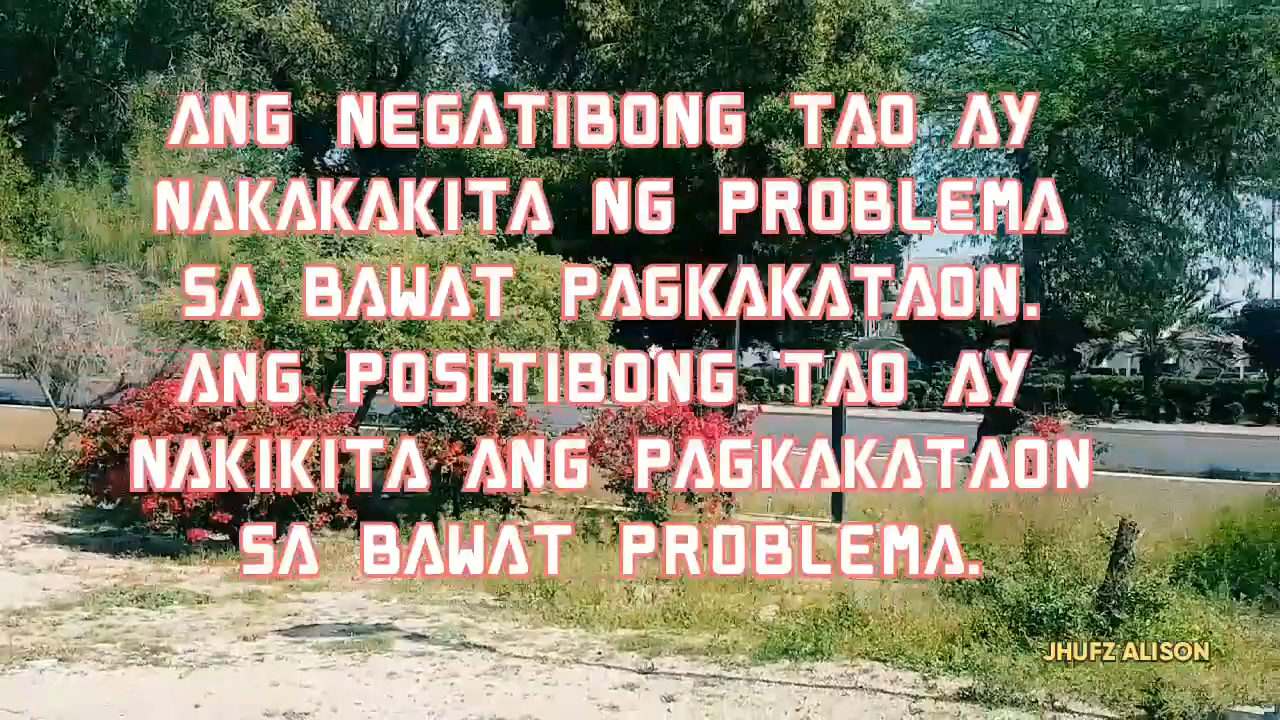 ANG NEGATIBONG TAO AY
NAKAKAKITA NG PROBLEMA
SA BAWAT PAGKAKATAON.
ANG POSITIBONG TAO AY
NAKIKITA ANG PAGKAKATAON
SA BAWAT PROBLEMA.
JHUFZ ALISON